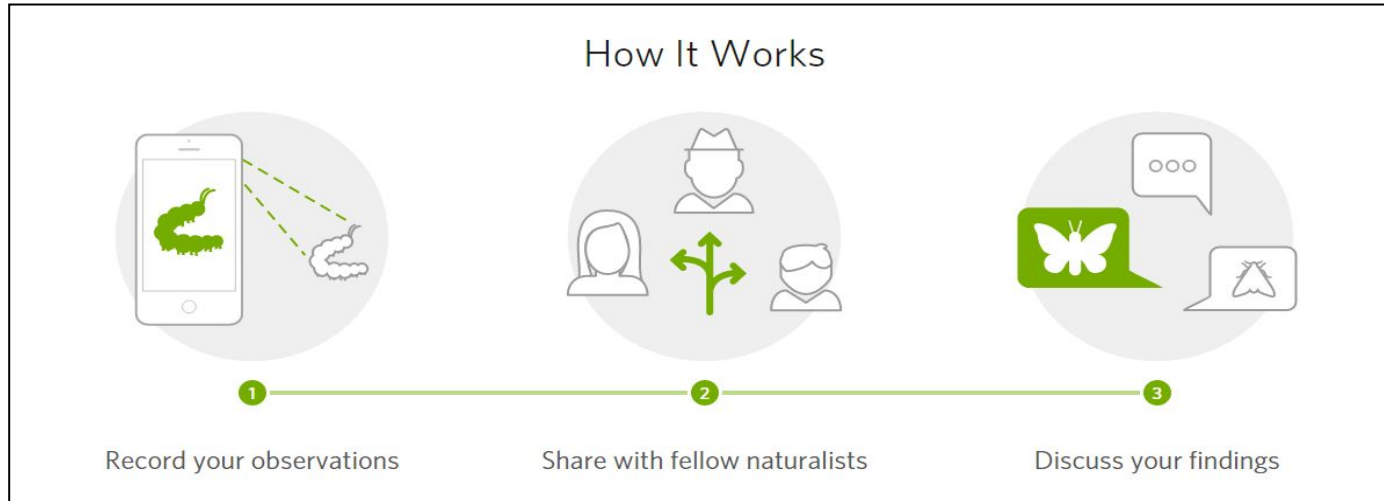 How It Works
1
2
3
Record your observations
Share with fellow naturalists
Discuss your findings